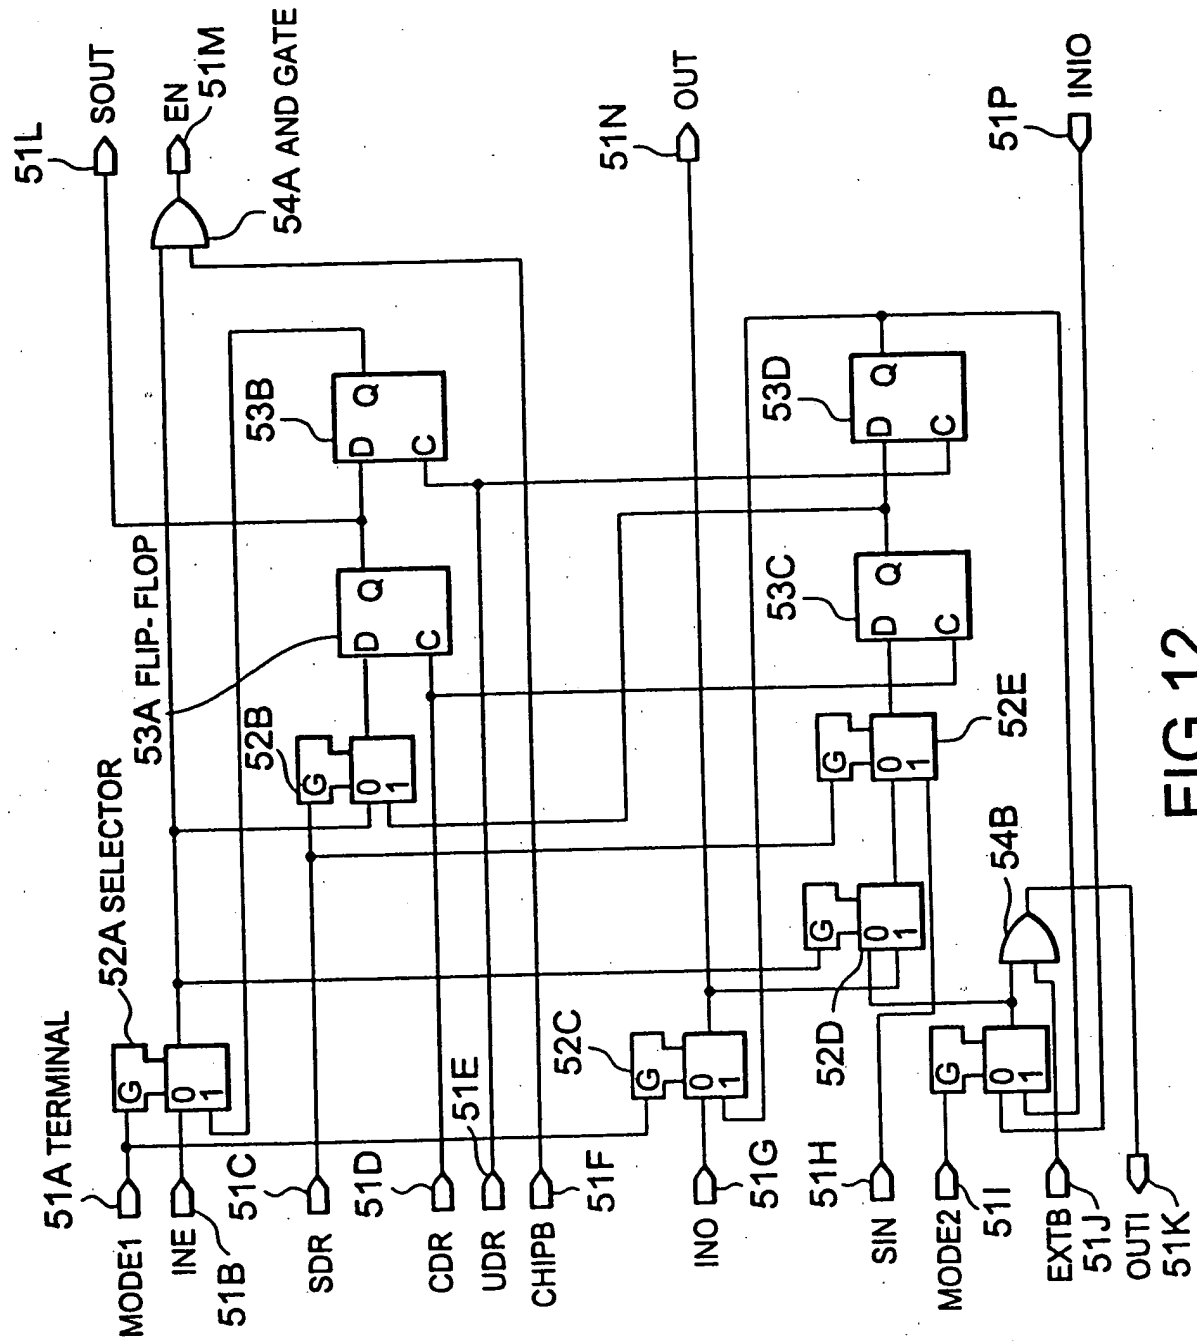 51A TERMINAL
MODE1
52A SELECTOR
G
0
1
INE
51B
51C
SDR
52B
G
0
1
53A FLIP-FLOP
D
Q
C
53B
D
Q
C
51L
SOUT
EN
51M
54A AND GATE
51D
CDR
51E
UDR
CHIPB
51F
52C
G
0
1
INO
51G
51N
OUT
51H
SIN
52D
G
0
1
52E
G
0
1
53C
D
Q
C
53D
D
Q
C
MODE2
51I
G
0
1
54B
EXTB
51J
OUTI
51K
51P
INIO
FIG 12